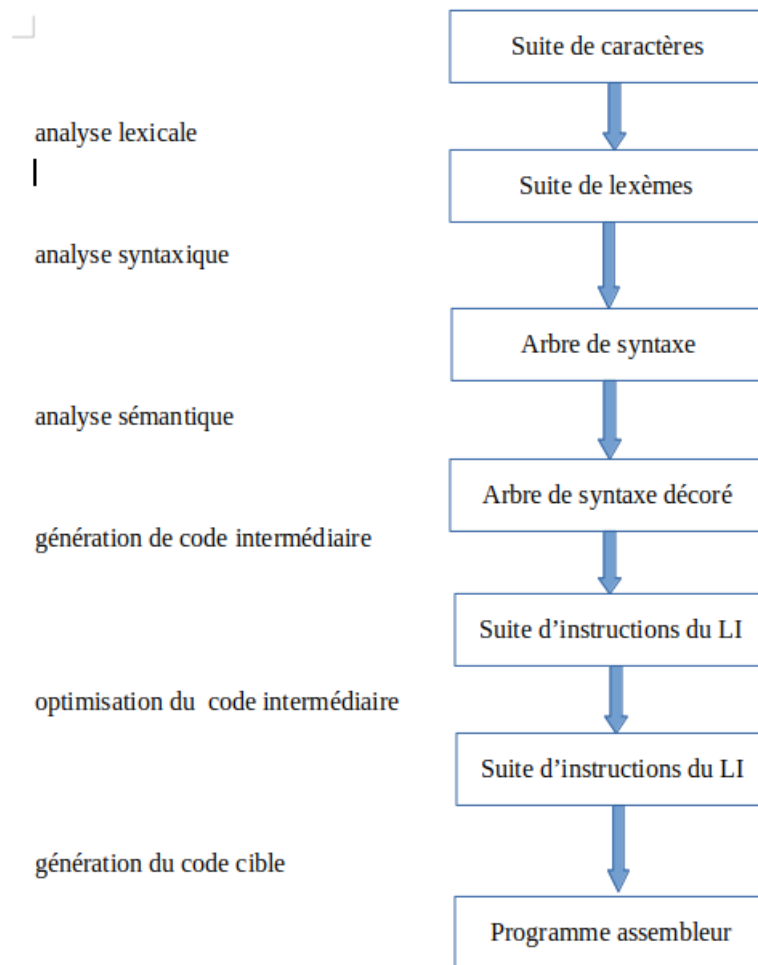 Suite de caractères
analyse lexicale
Suite de lexèmes
analyse syntaxique
Arbre de syntaxe
analyse sémantique
Arbre de syntaxe décoré
génération de code intermédiaire
Suite d’instructions du LI
optimisation du  code intermédiaire
Suite d’instructions du LI
génération du code cible
Programme assembleur